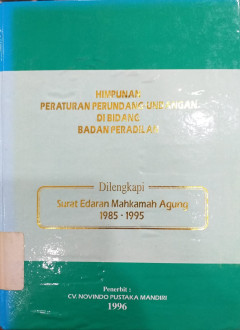 HIMPUNAN
PERATURAN PERUNDANG-UNDANGAN
DI BIDANG
BADAN PERADILAN
Dilengkapi
Surat Edaran Mahkamah Agung
1985 - 1995
Penerbit :
CV. NOVINDO PUSTAKA MANDIRI
1996